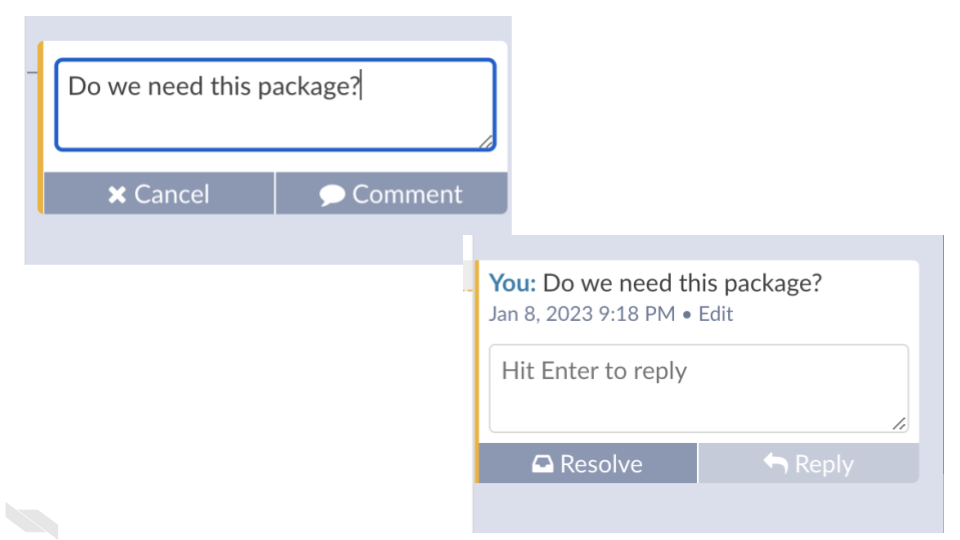 Do we need this package?
Cancel
Comment
You: Do we need this package?
Jan 8, 2023 9:18 PM • Edit
Hit Enter to reply
Resolve
Reply